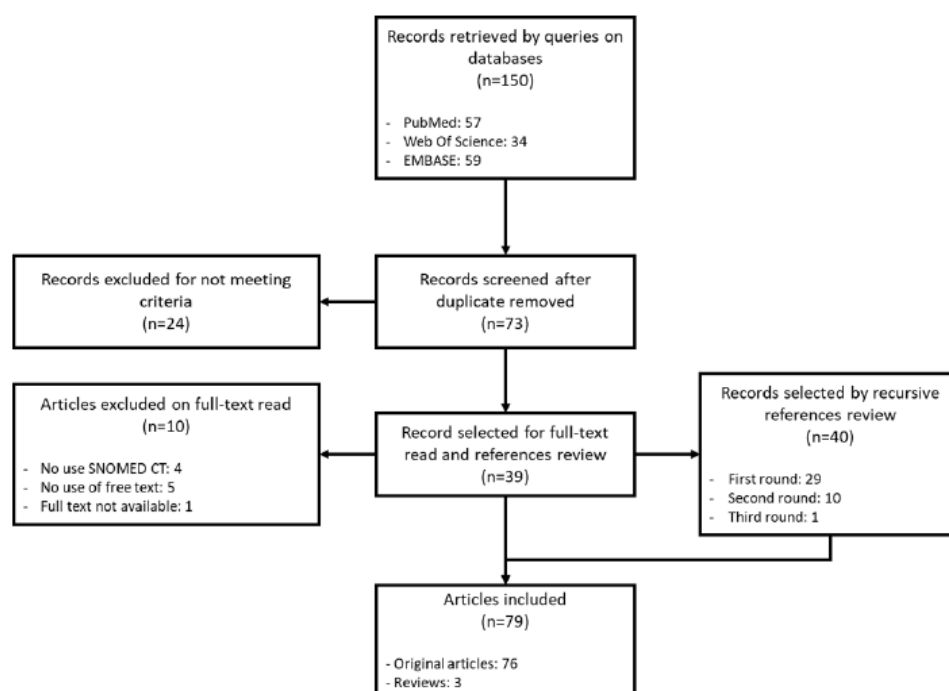 Records retrieved by queries on
databases
(n=150)
- PubMed: 57
- Web Of Science: 34
- EMBASE: 59
Records excluded for not meeting
criteria
(n=24)
Records screened after
duplicate removed
(n=73)
Articles excluded on full-text read
(n=10)
- No use SNOMED CT: 4
- No use of free text: 5
- Full text not available: 1
Record selected for full-text
read and references review
(n=39)
Records selected by recursive
references review
(n=40)
- First round: 29
- Second round: 10
- Third round: 1
Articles included
(n=79)
- Original articles: 76
- Reviews: 3